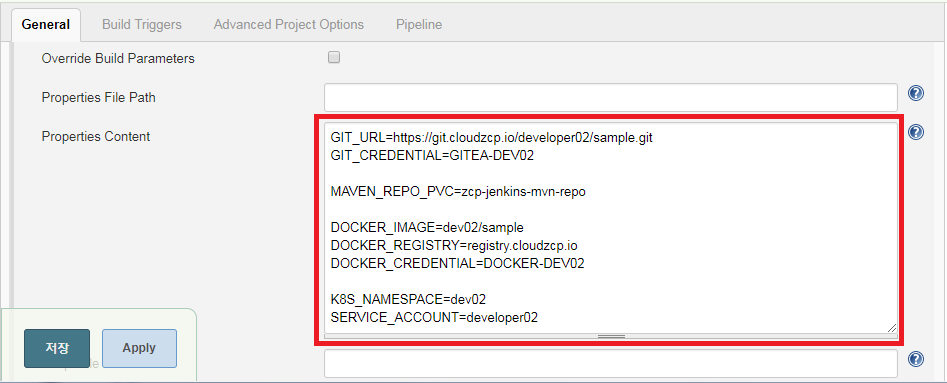 General Build Triggers Advanced Project Options Pipeline
Override Build Parameters
Properties File Path
Properties Content
GIT_URL=https://git.cloudzcp.io/developer02/sample.git
GIT_CREDENTIAL=GITEA-DEV02
MAVEN_REPO_PVC=zcp-jenkins-mvn-repo
DOCKER_IMAGE=dev02/sample
DOCKER_REGISTRY=registry.cloudzcp.io
DOCKER_CREDENTIAL=DOCKER-DEV02
K8S_NAMESPACE=dev02
SERVICE_ACCOUNT=developer02
저장 Apply